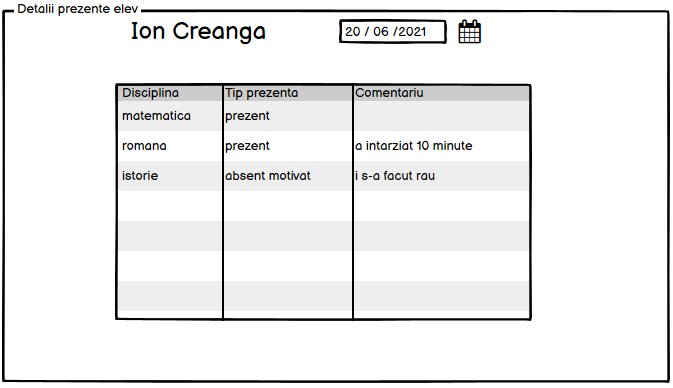 Detalii prezente elev
Ion Creanga 20 / 06 /2021
Disciplina Tip prezenta Comentariu
matematica prezent
romana prezent a intarziat 10 minute
istorie absent motivat i s-a facut rau